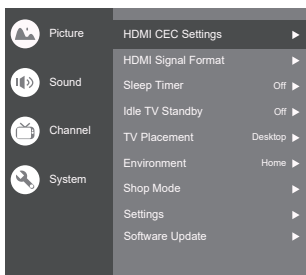 Picture
Sound
Channel
System
HDMI CEC Settings
HDMI Signal Format
Sleep Timer Off
Idle TV Standby Off
TV Placement Desktop
Environment Home
Shop Mode
Settings
Software Update